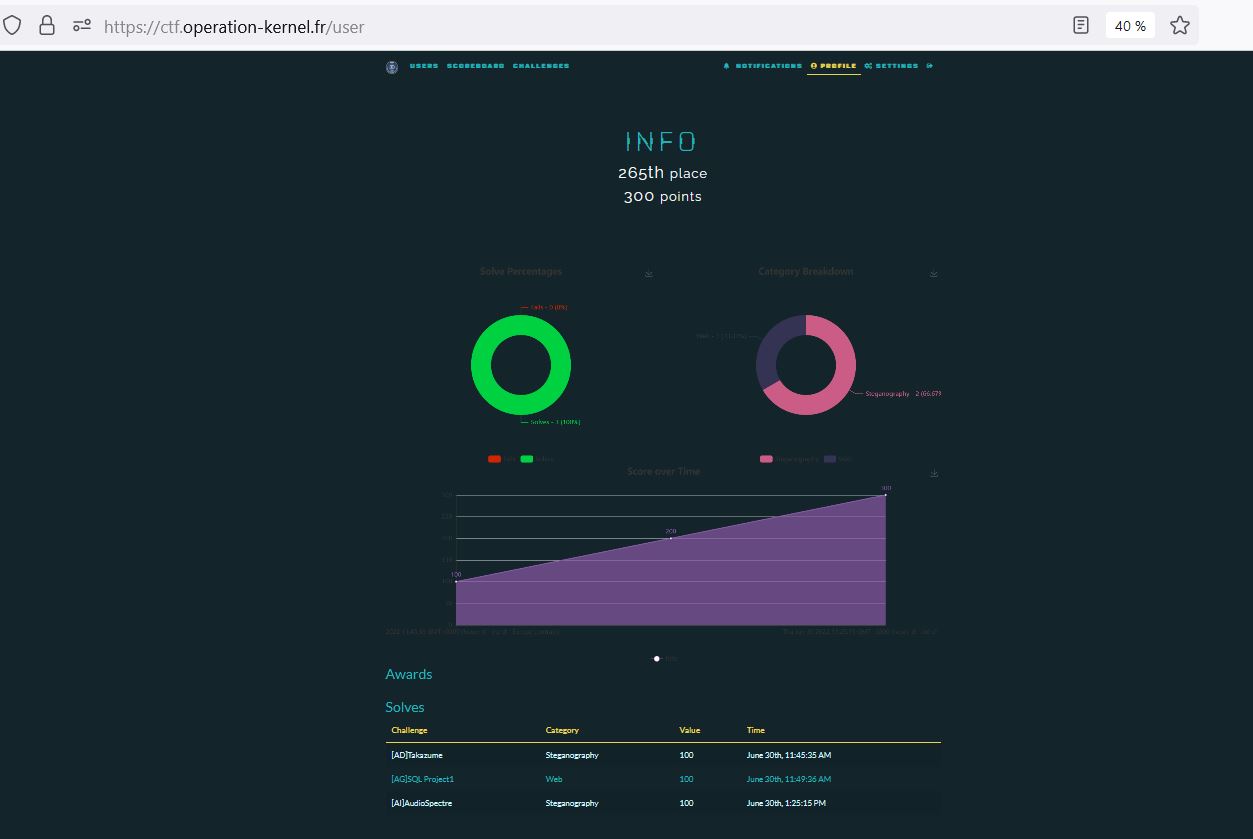 https://ctf.operation-kernel.fr/user 40 %
USERS SCOREBOARD CHALLENGES NOTIFICATIONS PROFILE SETTINGS
INFO
265th place
300 points
Solve Percentages Category Breakdown
Fails - 0 (0%)
Steganography - 2 (66.67%
Solves - 3 (100%)
Score over Time
300
200
100
Awards
Solves
Challenge Category Value Time
[AD]Takazume Steganography 100 June 30th, 11:45:35 AM
[AG]SQL Project1 Web 100 June 30th, 11:49:36 AM
[AI]AudioSpectre Steganography 100 June 30th, 1:25:15 PM